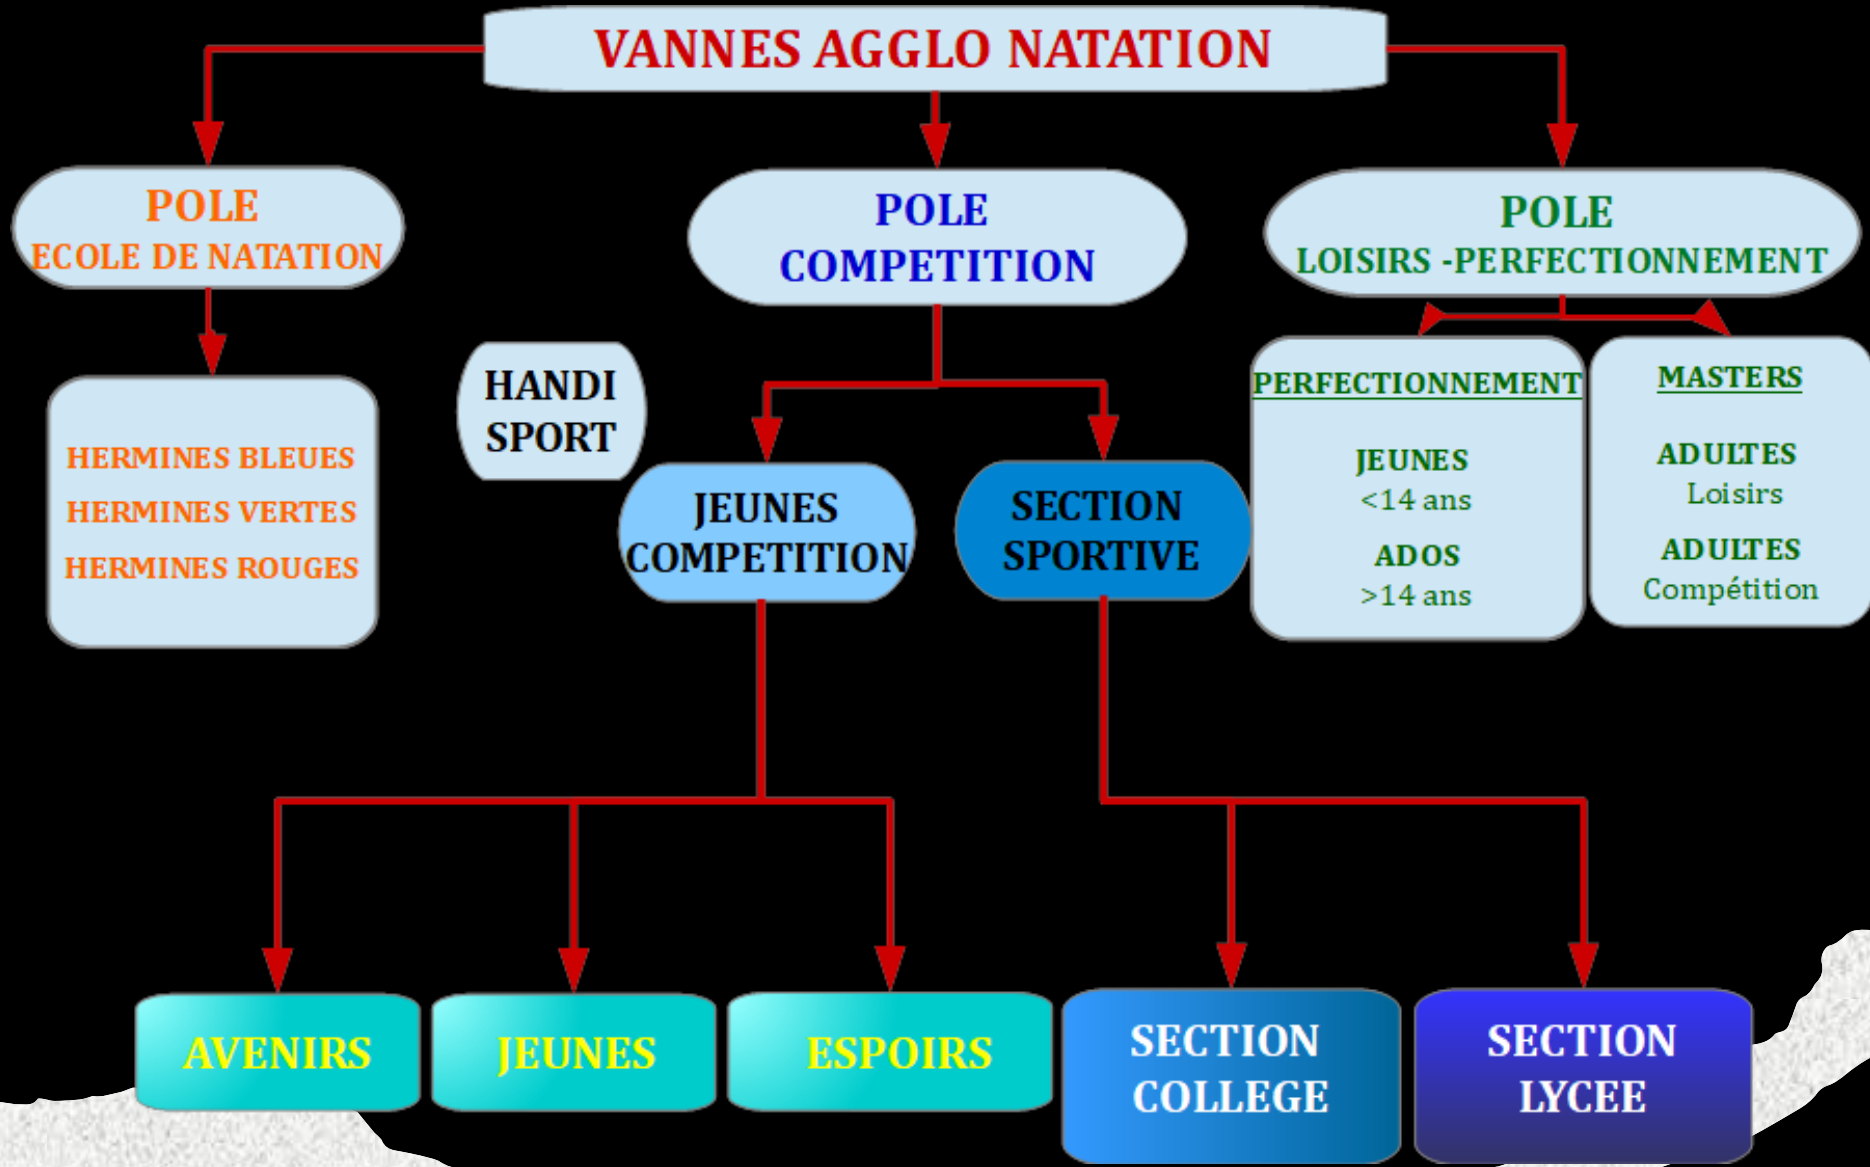 VANNES AGGLO NATATION
POLE
ECOLE DE NATATION
POLE
COMPETITION
POLE
LOISIRS -PERFECTIONNEMENT
HERMINES BLEUES
HERMINES VERTES
HERMINES ROUGES
HANDI
SPORT
JEUNES
COMPETITION
SECTION
SPORTIVE
PERFECTIONNEMENT
JEUNES
<14 ans
ADOS
>14 ans
MASTERS
ADULTES
Loisirs
ADULTES
Compétition
AVENIRS
JEUNES
ESPOIRS
SECTION
COLLEGE
SECTION
LYCEE